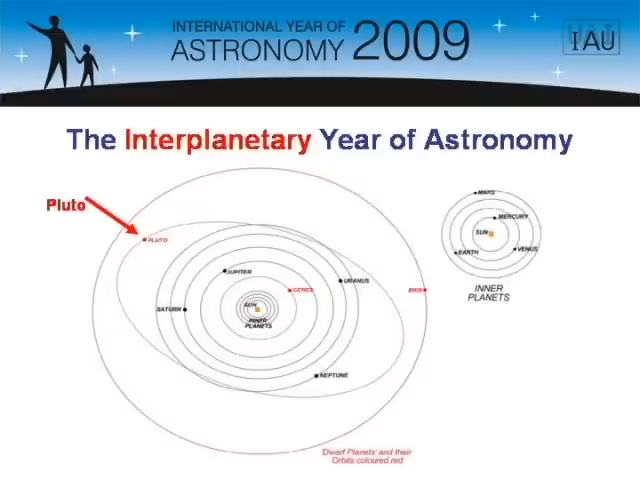 INTERNATIONAL YEAR OF
ASTRONOMY 2009
IAU
The Interplanetary Year of Astronomy
Pluto
PLUTO
JUPITER
CERES
URANUS
ERIS
SATURN
SUN
INNER
PLANETS
NEPTUNE
MARS
MERCURY
SUN
EARTH
VENUS
INNER
PLANETS
'Dwarf Planets' and their
Orbits coloured red